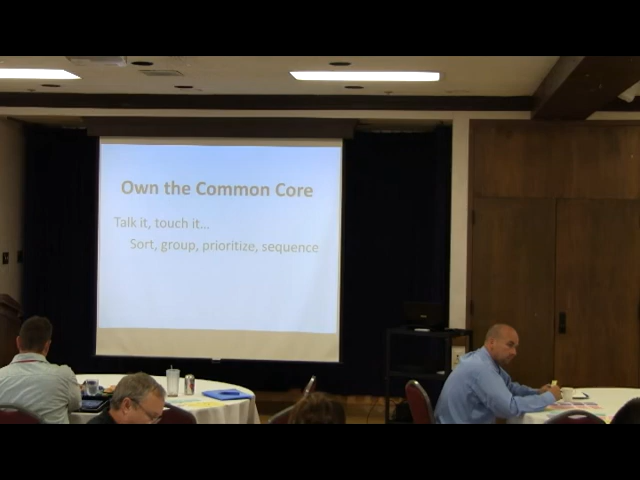 Own the Common Core
Talk it, touch it...
Sort, group, prioritize, sequence